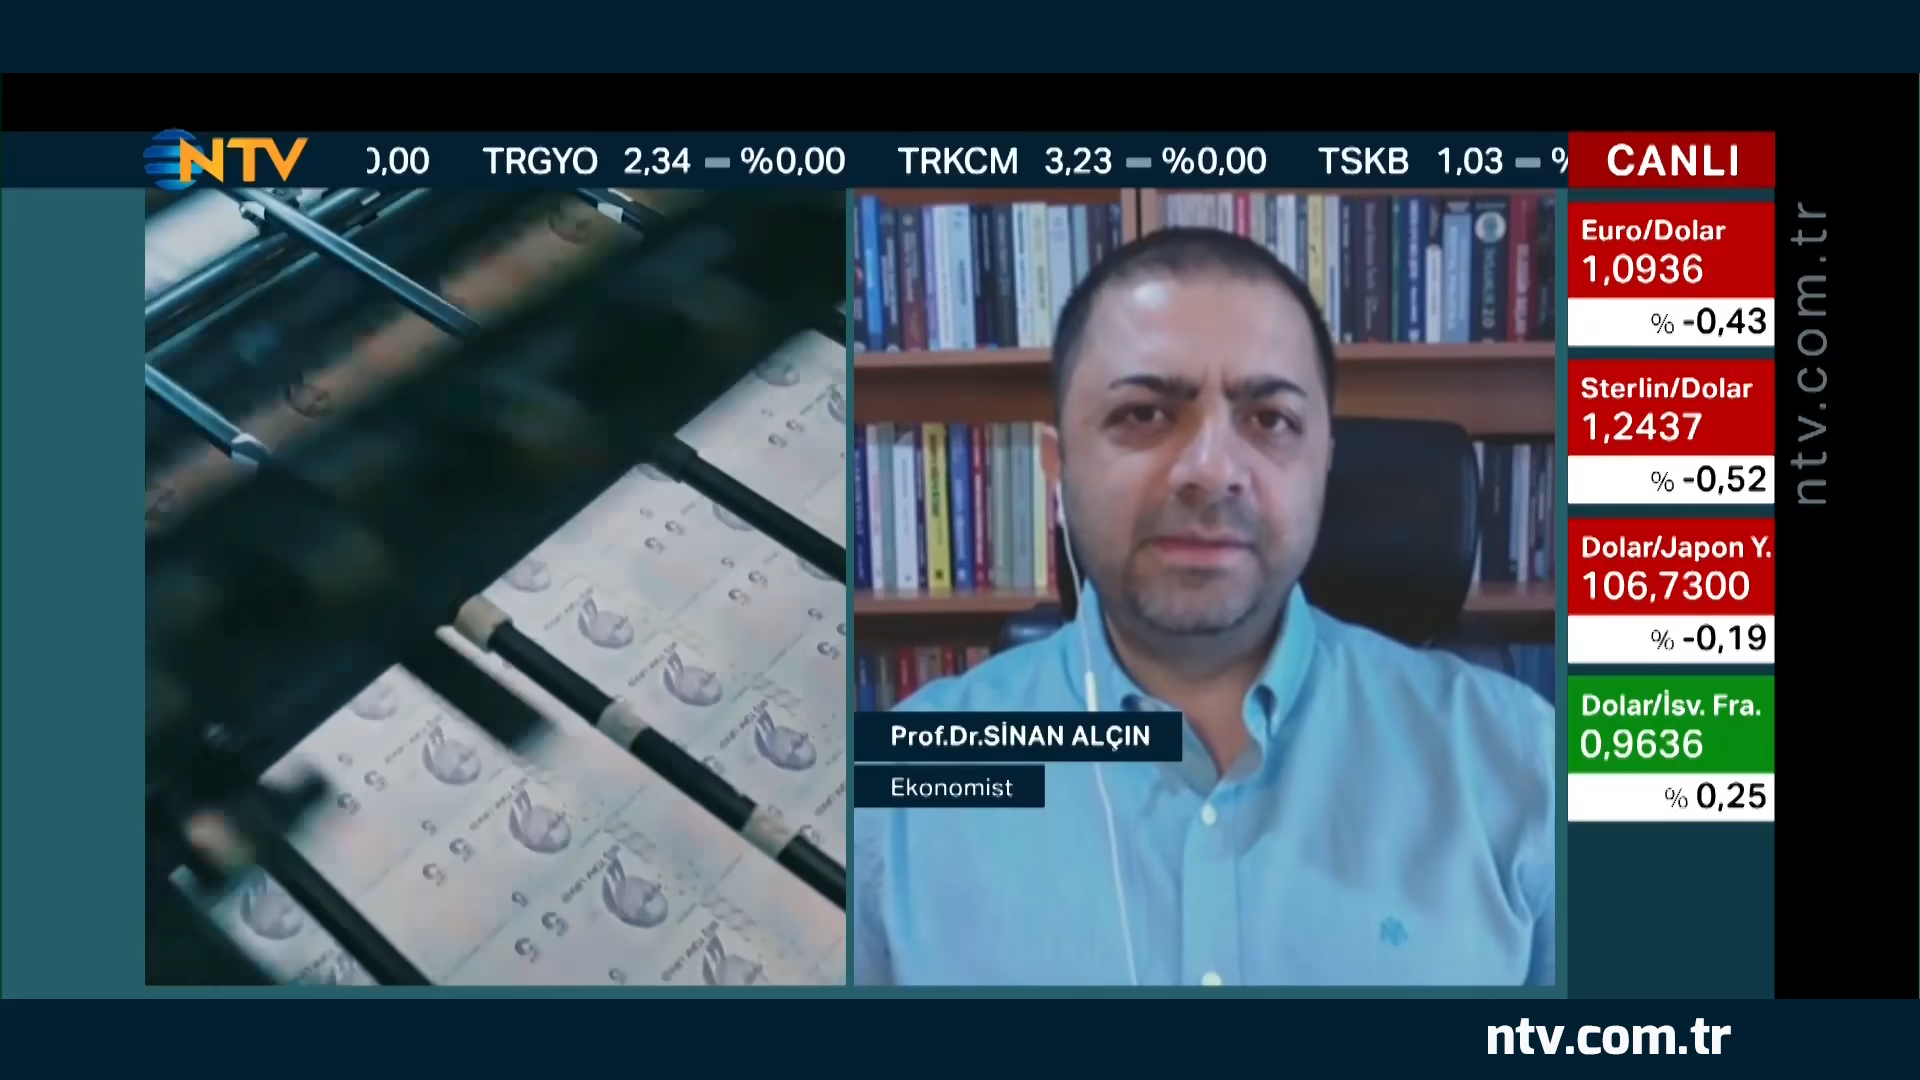 NTV
0,00 TRGYO 2,34 %0,00 TRKCM 3,23 %0,00 TSKB 1,03 %
CANLI
Euro/Dolar
1,0936
% -0,43
Sterlin/Dolar
1,2437
% -0,52
Dolar/Japon Y.
106,7300
% -0,19
Dolar/İsv. Fra.
0,9636
% 0,25
ntv.com.tr
Prof.Dr.SİNAN ALÇIN
Ekonomist
ntv.com.tr